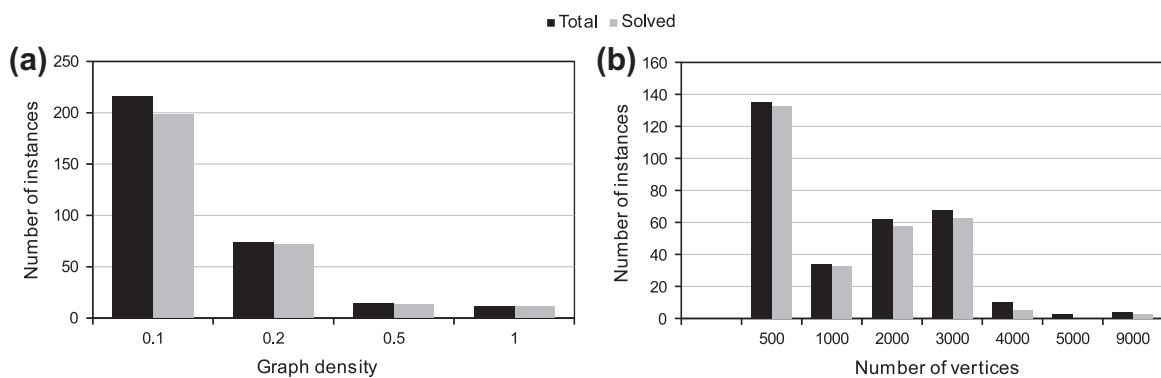 Total Solved
(a)
250
200
150
100
50
0
Number of instances
0.1 0.2 0.5 1
Graph density
(b)
160
140
120
100
80
60
40
20
0
Number of instances
500 1000 2000 3000 4000 5000 9000
Number of vertices